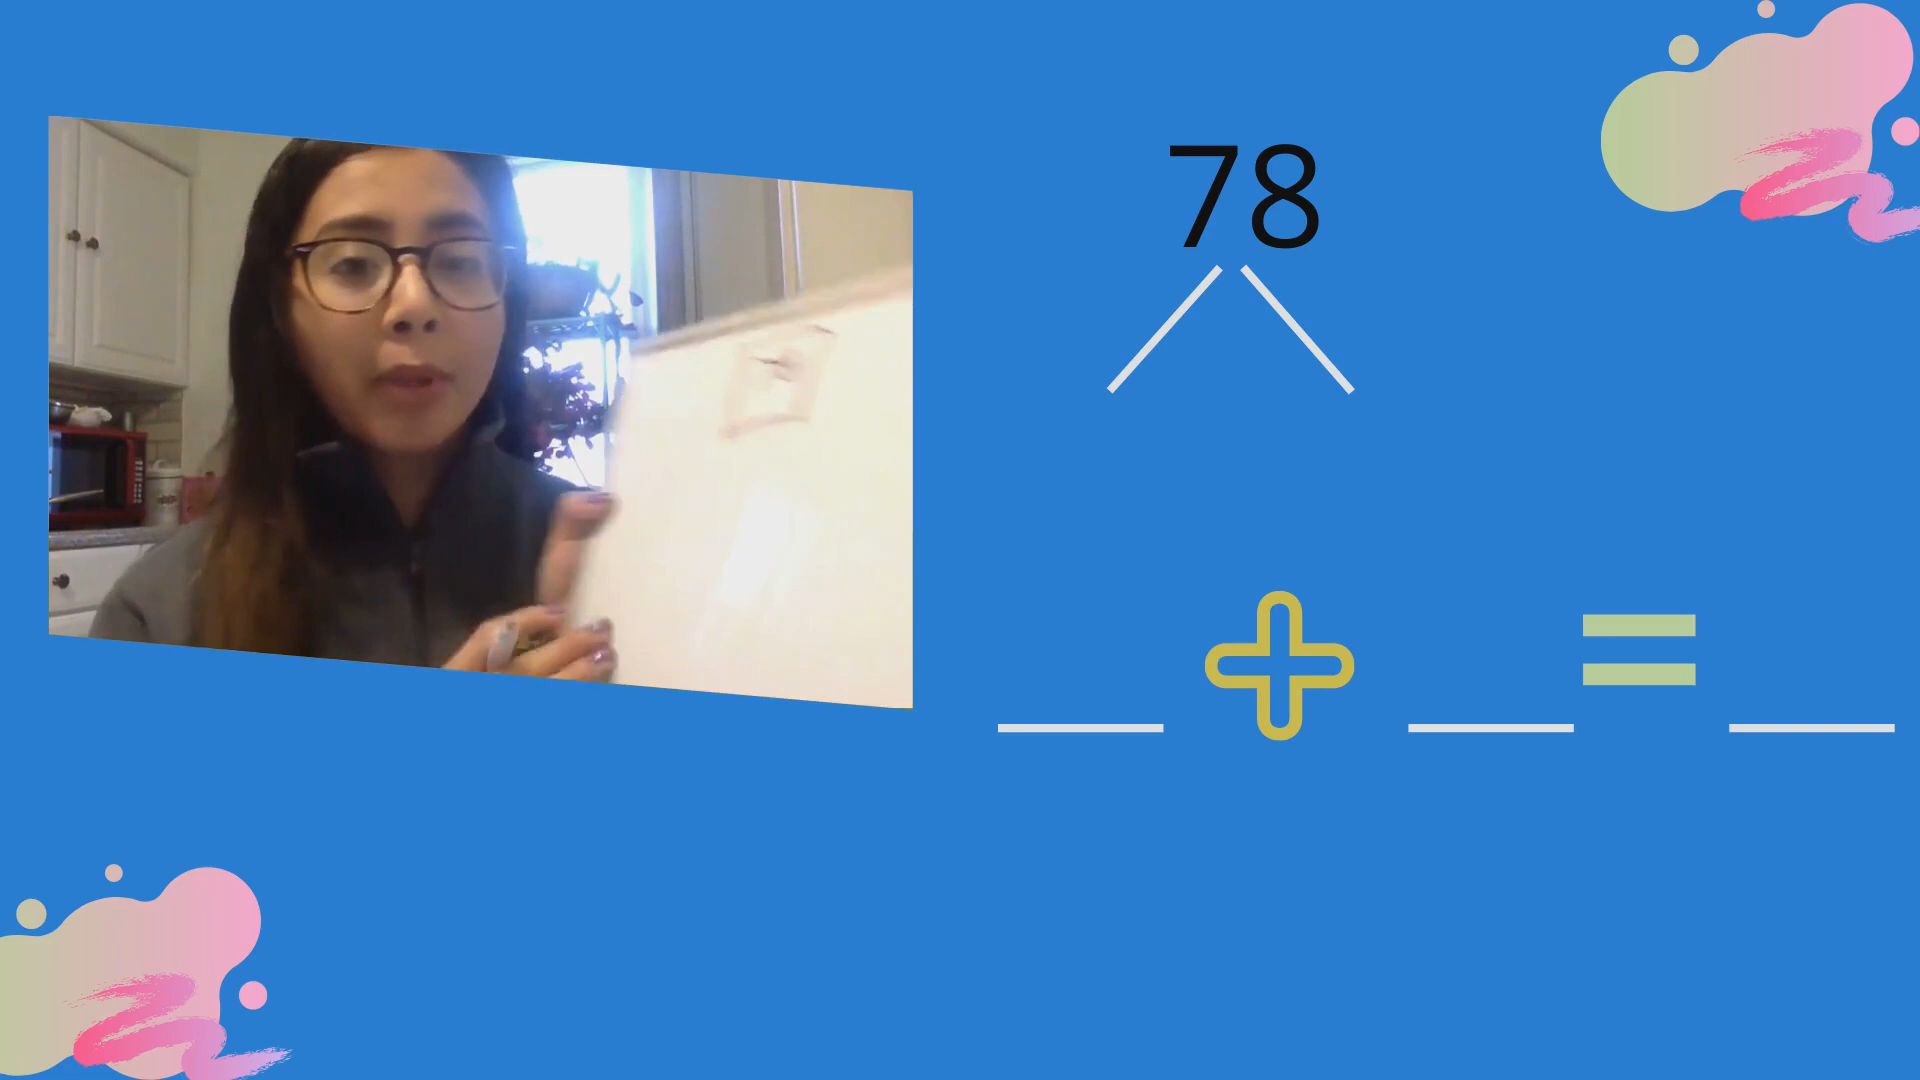 78
+ =